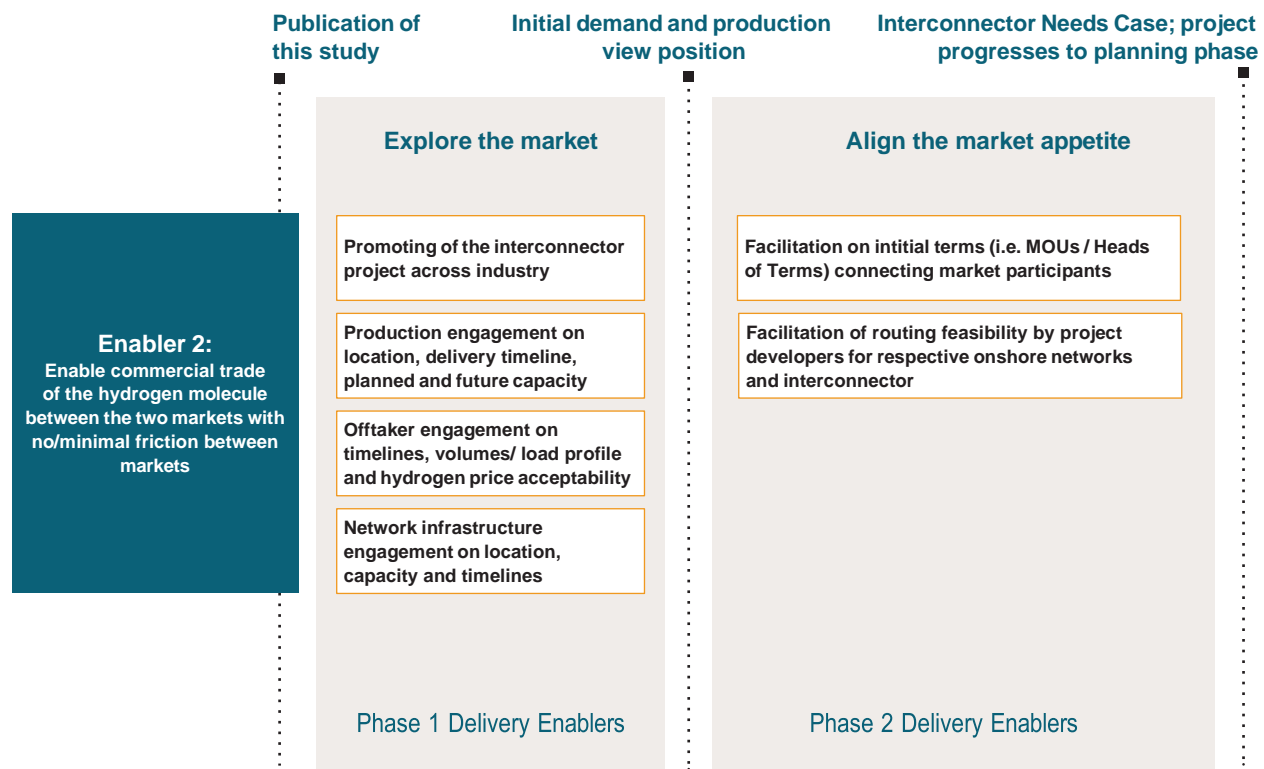 Publication of
this study
Initial demand and production
view position
Interconnector Needs Case; project
progresses to planning phase
Explore the market
Align the market appetite
Enabler 2:
Enable commercial trade
of the hydrogen molecule
between the two markets with
no/minimal friction between
markets
Promoting of the interconnector
project across industry
Production engagement on
location, delivery timeline,
planned and future capacity
Offtaker engagement on
timelines, volumes/ load profile
and hydrogen price acceptability
Network infrastructure
engagement on location,
capacity and timelines
Facilitation on intitial terms (i.e. MOUs / Heads
of Terms) connecting market participants
Facilitation of routing feasibility by project
developers for respective onshore networks
and interconnector
Phase 1 Delivery Enablers
Phase 2 Delivery Enablers